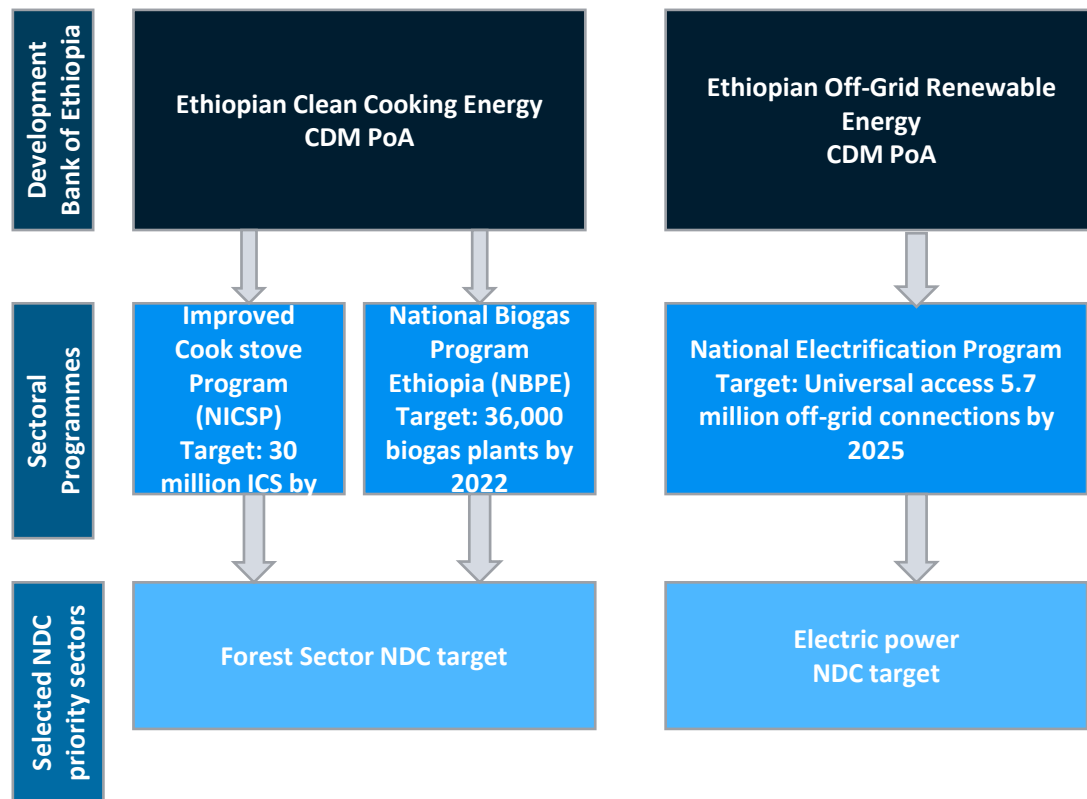 Development
Bank of Ethiopia
Ethiopian Clean Cooking Energy
CDM PoA
Ethiopian Off-Grid Renewable
Energy
CDM PoA
Sectoral
Programmes
Improved
Cook stove
Program
(NICSP)
Target: 30
million ICS by
National Biogas
Program
Ethiopia (NBPE)
Target: 36,000
biogas plants by
2022
National Electrification Program
Target: Universal access 5.7
million off-grid connections by
2025
Selected NDC
priority sectors
Forest Sector NDC target
Electric power
NDC target